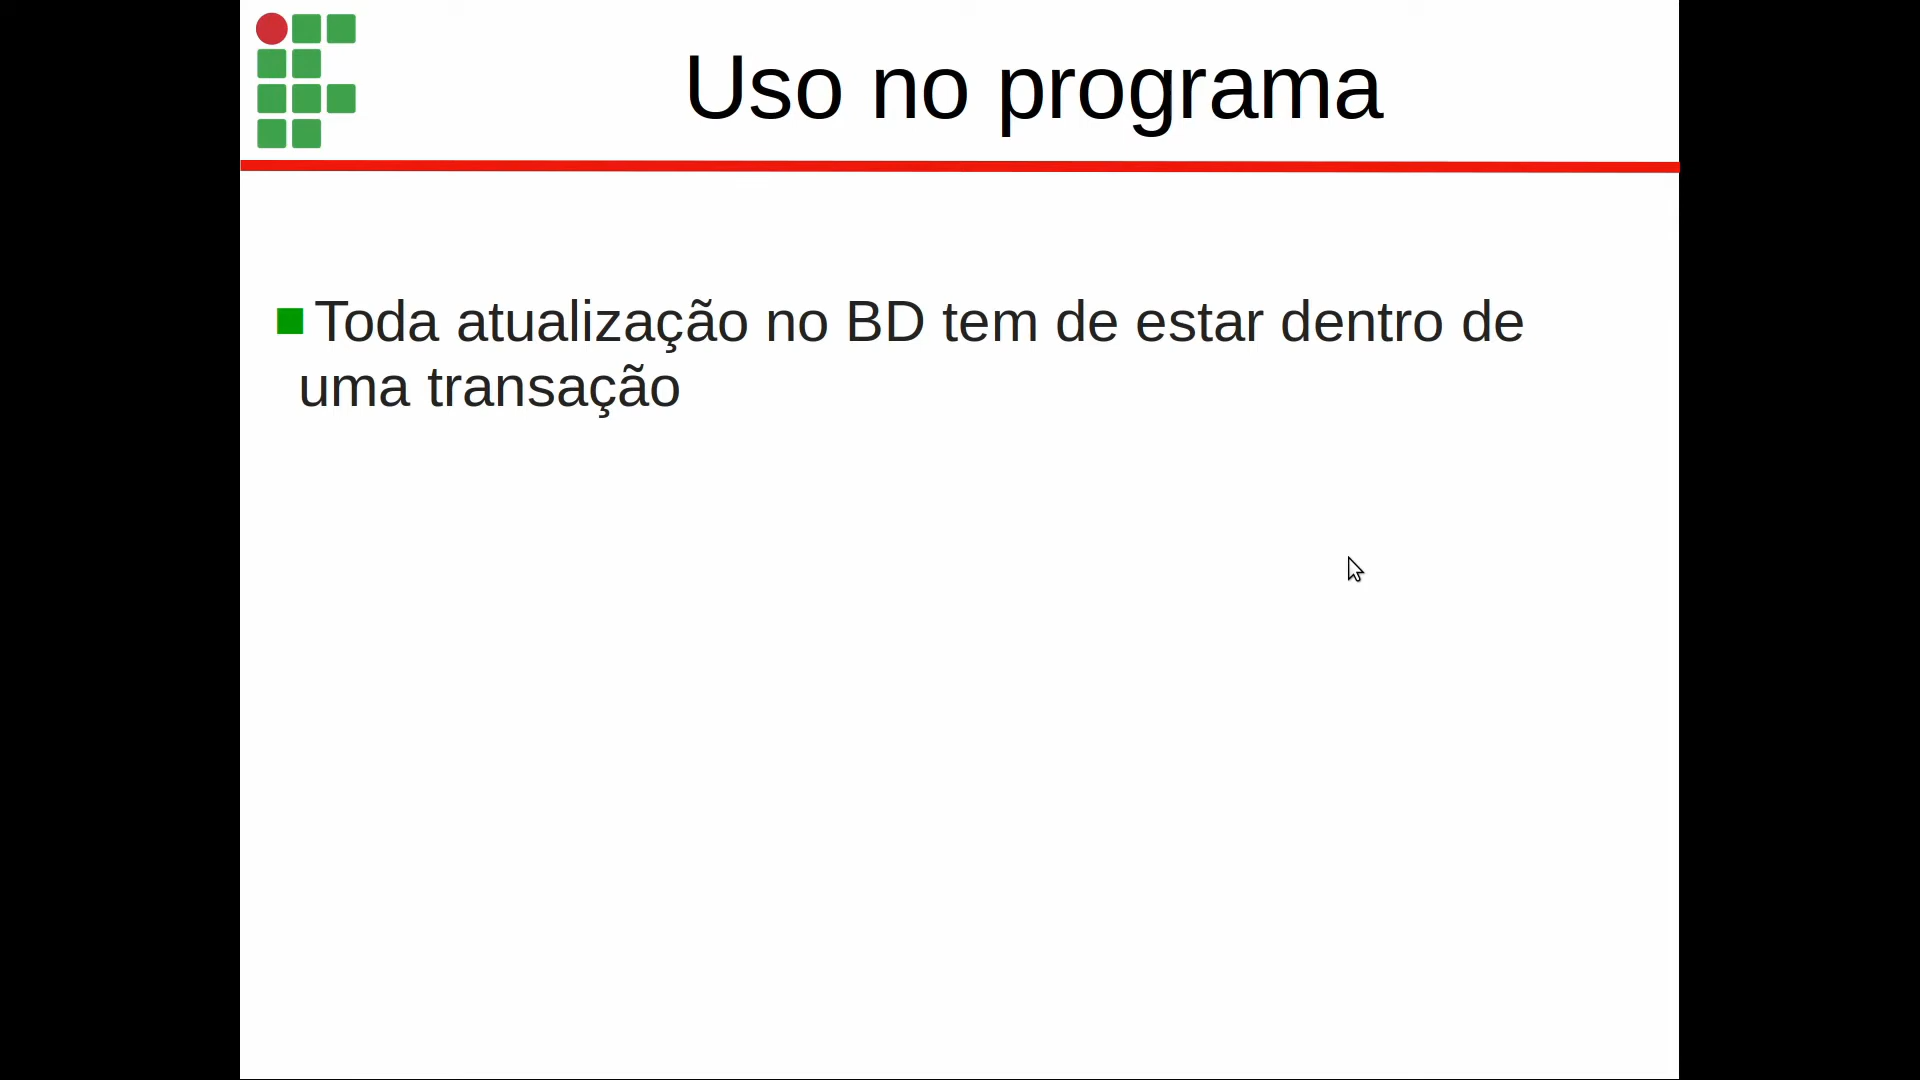 Uso no programa
Toda atualização no BD tem de estar dentro de
uma transação